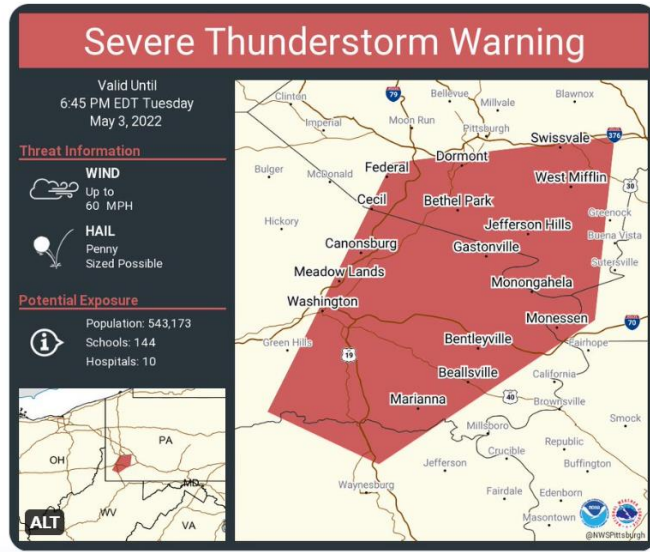 Severe Thunderstorm Warning
Valid Until
6:45 PM EDT Tuesday
May 3, 2022
Threat Information
WIND
Up to
60 MPH
HAIL
Penny
Sized Possible
Potential Exposure
Population: 543,173
Schools: 144
Hospitals: 10
OH
PA
MD
WV
VA
ALT
Clinton
79
Bellevue
Millvale
Blawnox
Imperial
Moon Run
Pittsburgh
Swissvale
376
Bulger
McDonald
Federal
Dormont
West Mifflin
30
Hickory
Cecil
Bethel Park
Greenock
Jefferson Hills
Buena Vista
Canonsburg
Gastonville
Sutersville
Meadow Lands
Monongahela
Washington
Monessen
70
Green Hills
19
Bentleyville
Fairhope
Beallsville
California
40
Marianna
Brownsville
Millsboro
Smock
Crucible
Republic
Jefferson
Buffington
Waynesburg
Fairdale
Edenborn
Masontown
NOAA
@NWSPittsburgh